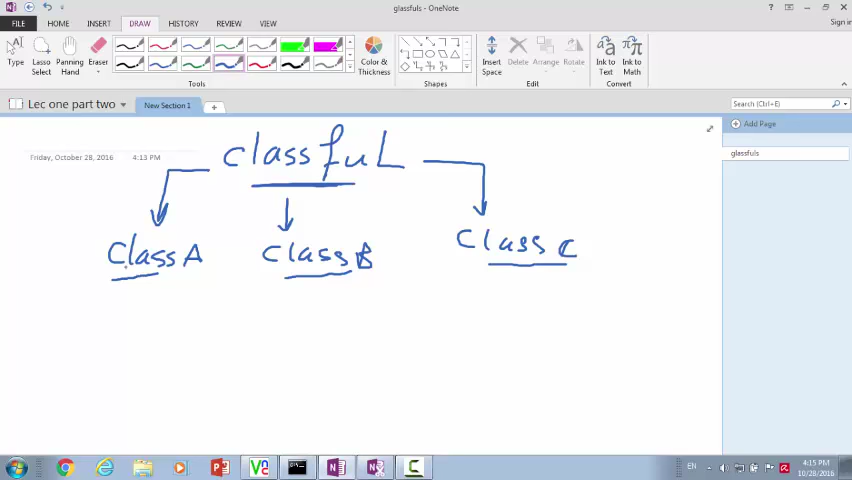 glassfuls - OneNote
Sign in
FILE HOME INSERT DRAW HISTORY REVIEW VIEW
Type Lasso Select Panning Hand Eraser Color & Thickness Insert Space Delete Arrange Rotate Ink to Text Ink to Math
Tools Shapes Edit Convert
Lec one part two New Section 1 Search (Ctrl+E)
Add Page
glassfuls
Friday, October 28, 2016 4:13 PM
classfuL
Class A class B Class C
EN 4:15 PM
10/28/2016